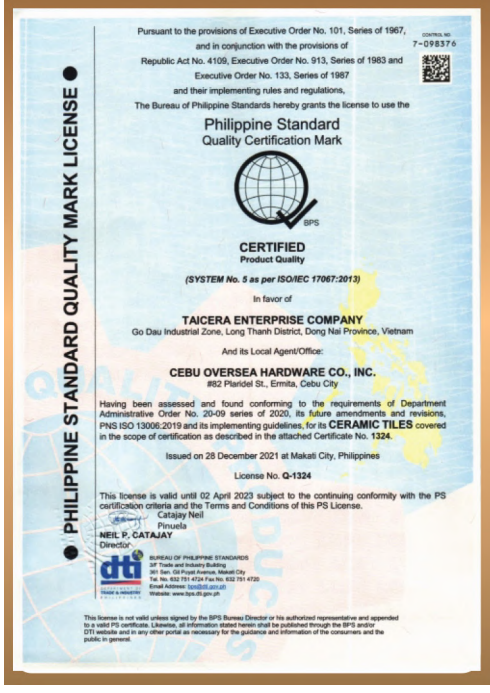 Pursuant to the provisions of Executive Order No. 101, Series of 1967,
and in conjunction with the provisions of
Republic Act No. 4109, Executive Order No. 913, Series of 1983 and
Executive Order No. 133, Series of 1987
and their implementing rules and regulations,
The Bureau of Philippine Standards hereby grants the license to use the
CONTROL NO.
7-098376
PHILIPPINE STANDARD QUALITY MARK LICENSE
Philippine Standard
Quality Certification Mark
BPS
CERTIFIED
Product Quality
(SYSTEM No. 5 as per ISO/IEC 17067:2013)
In favor of
TAICERA ENTERPRISE COMPANY
Go Dau Industrial Zone, Long Thanh District, Dong Nai Province, Vietnam
And its Local Agent/Office:
CEBU OVERSEA HARDWARE CO., INC.
#82 Plaridel St., Ermita, Cebu City
Having been assessed and found conforming to the requirements of Department
Administrative Order No. 20-09 series of 2020, its future amendments and revisions,
PNS ISO 13006:2019 and its implementing guidelines, for its CERAMIC TILES covered
in the scope of certification as described in the attached Certificate No. 1324.
Issued on 28 December 2021 at Makati City, Philippines
License No. Q-1324
This license is valid until 02 April 2023 subject to the continuing conformity with the PS
certification criteria and the Terms and Conditions of this PS License.
Catajay Neil
Pinuela
NEIL P. CATAJAY
Director
dti
DEPARTMENT OF
TRADE & INDUSTRY
PHILIPPINES
BUREAU OF PHILIPPINE STANDARDS
3/F Trade and Industry Building
361 Sen. Gil Puyat Avenue, Makati City
Tel. No. 632 751 4724 Fax No. 632 751 4720
Email Address: bps@dti.gov.ph
Website: www.bps.dti.gov.ph
This license is not valid unless signed by the BPS Bureau Director or his authorized representative and appended
to a valid PS certificate. Likewise, all information stated herein shall be published through the BPS and/or
DTI website and in any other portal as necessary for the guidance and information of the consumers and the
public in general.